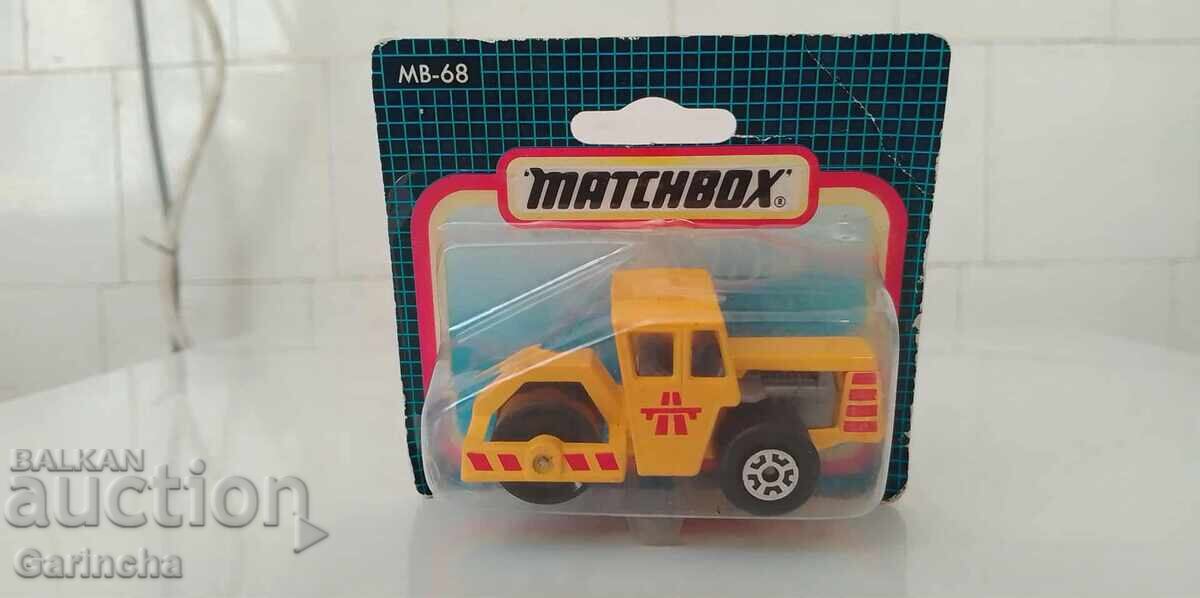 MB-68
'MATCHBOX'®
BALKAN
auction
Garincha